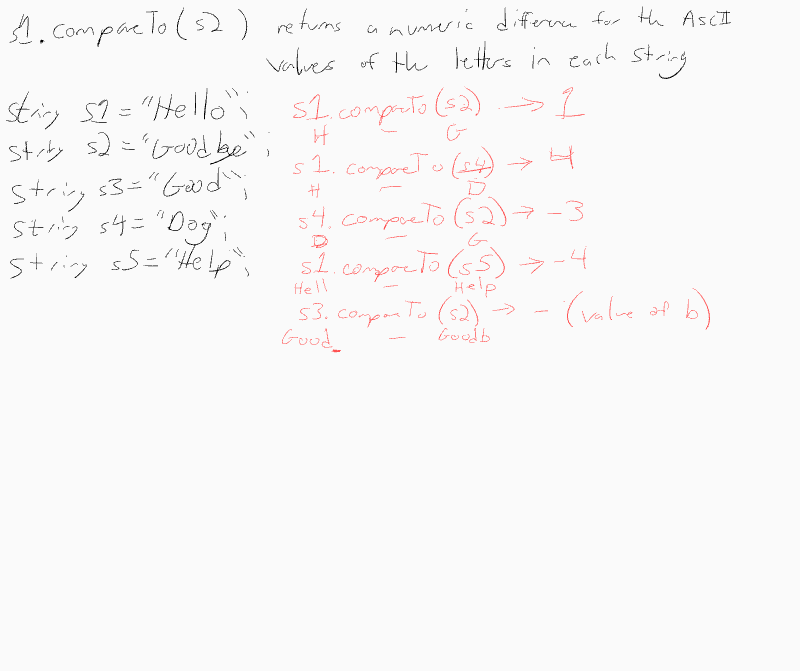 s1.compareTo(s2) returns a numeric difference for the ASCII
values of the letters in each string
String s1 = "Hello";
String s2 = "Goodbye";
String s3 = "Good";
String s4 = "Dog";
String s5 = "Help";
s1.compareTo(s2) → 1
H - G
s1.compareTo(s4) → 4
H - D
s4.compareTo(s2) → -3
D - G
s1.compareTo(s5) → -4
Hell - Help
s3.compareTo(s2) → - (value of b)
Good_ - Goodb